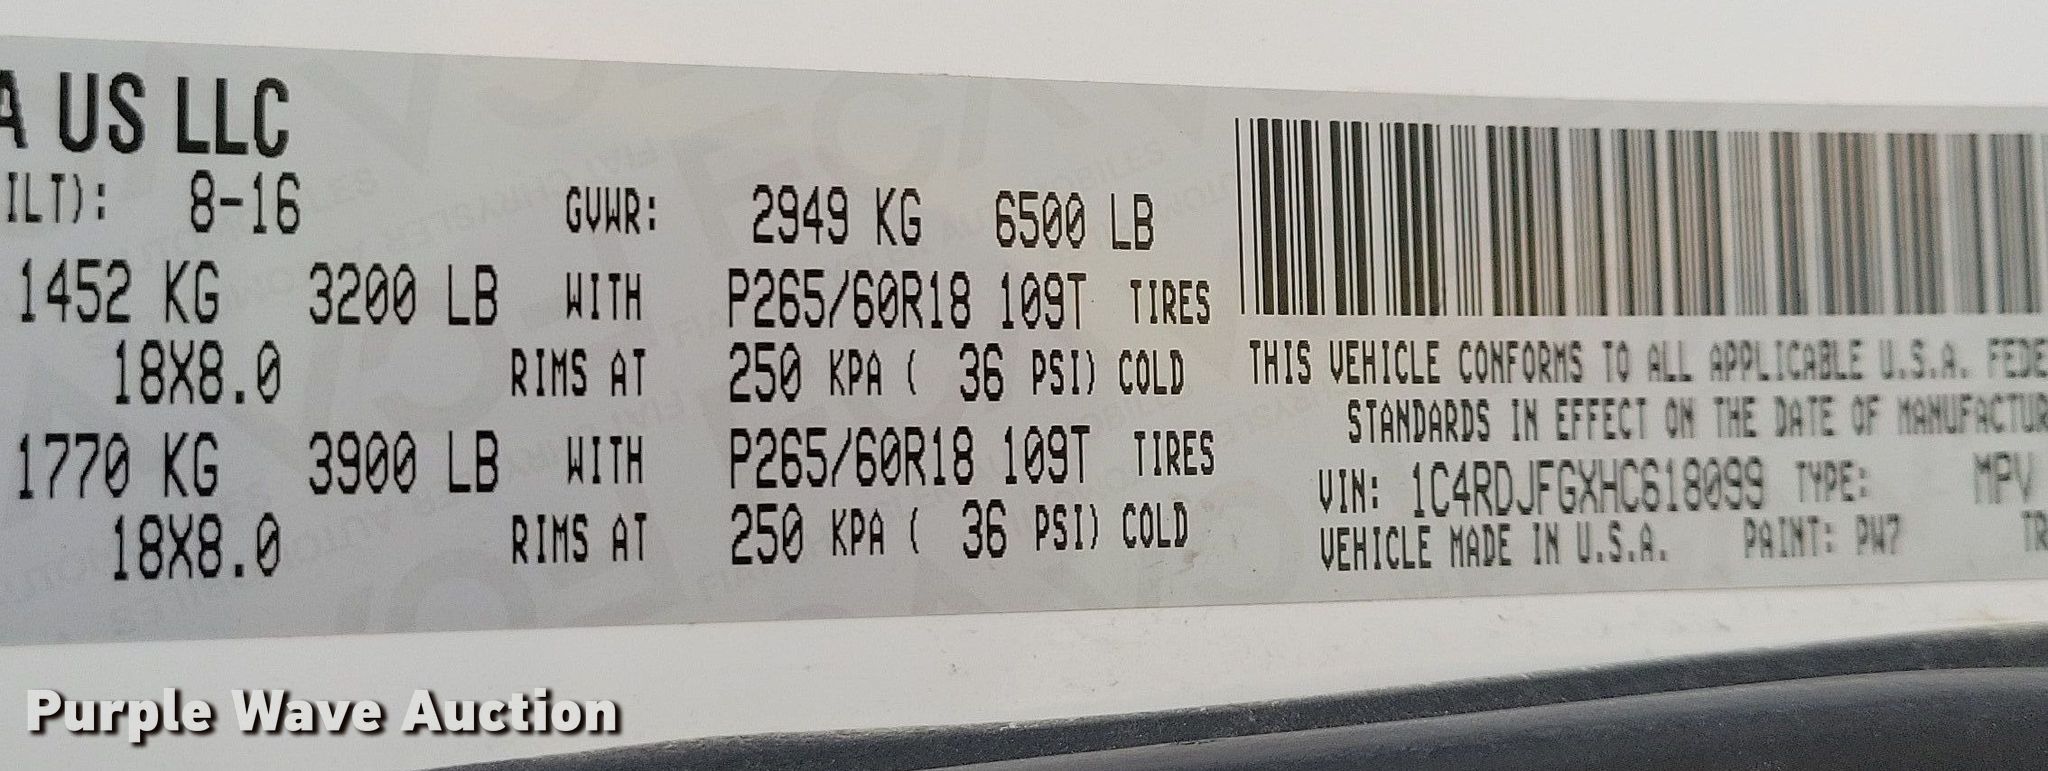 A US LLC
ILT): 8-16 GVWR: 2949 KG 6500 LB
1452 KG 3200 LB WITH P265/60R18 109T TIRES
18X8.0 RIMS AT 250 KPA ( 36 PSI) COLD
1770 KG 3900 LB WITH P265/60R18 109T TIRES
18X8.0 RIMS AT 250 KPA ( 36 PSI) COLD
THIS VEHICLE CONFORMS TO ALL APPLICABLE U.S.A. FEDE
STANDARDS IN EFFECT ON THE DATE OF MANUFACTUR
VIN: 1C4RDJFGXHC618099 TYPE: MPV
VEHICLE MADE IN U.S.A. PAINT: PW7 TR
Purple Wave Auction